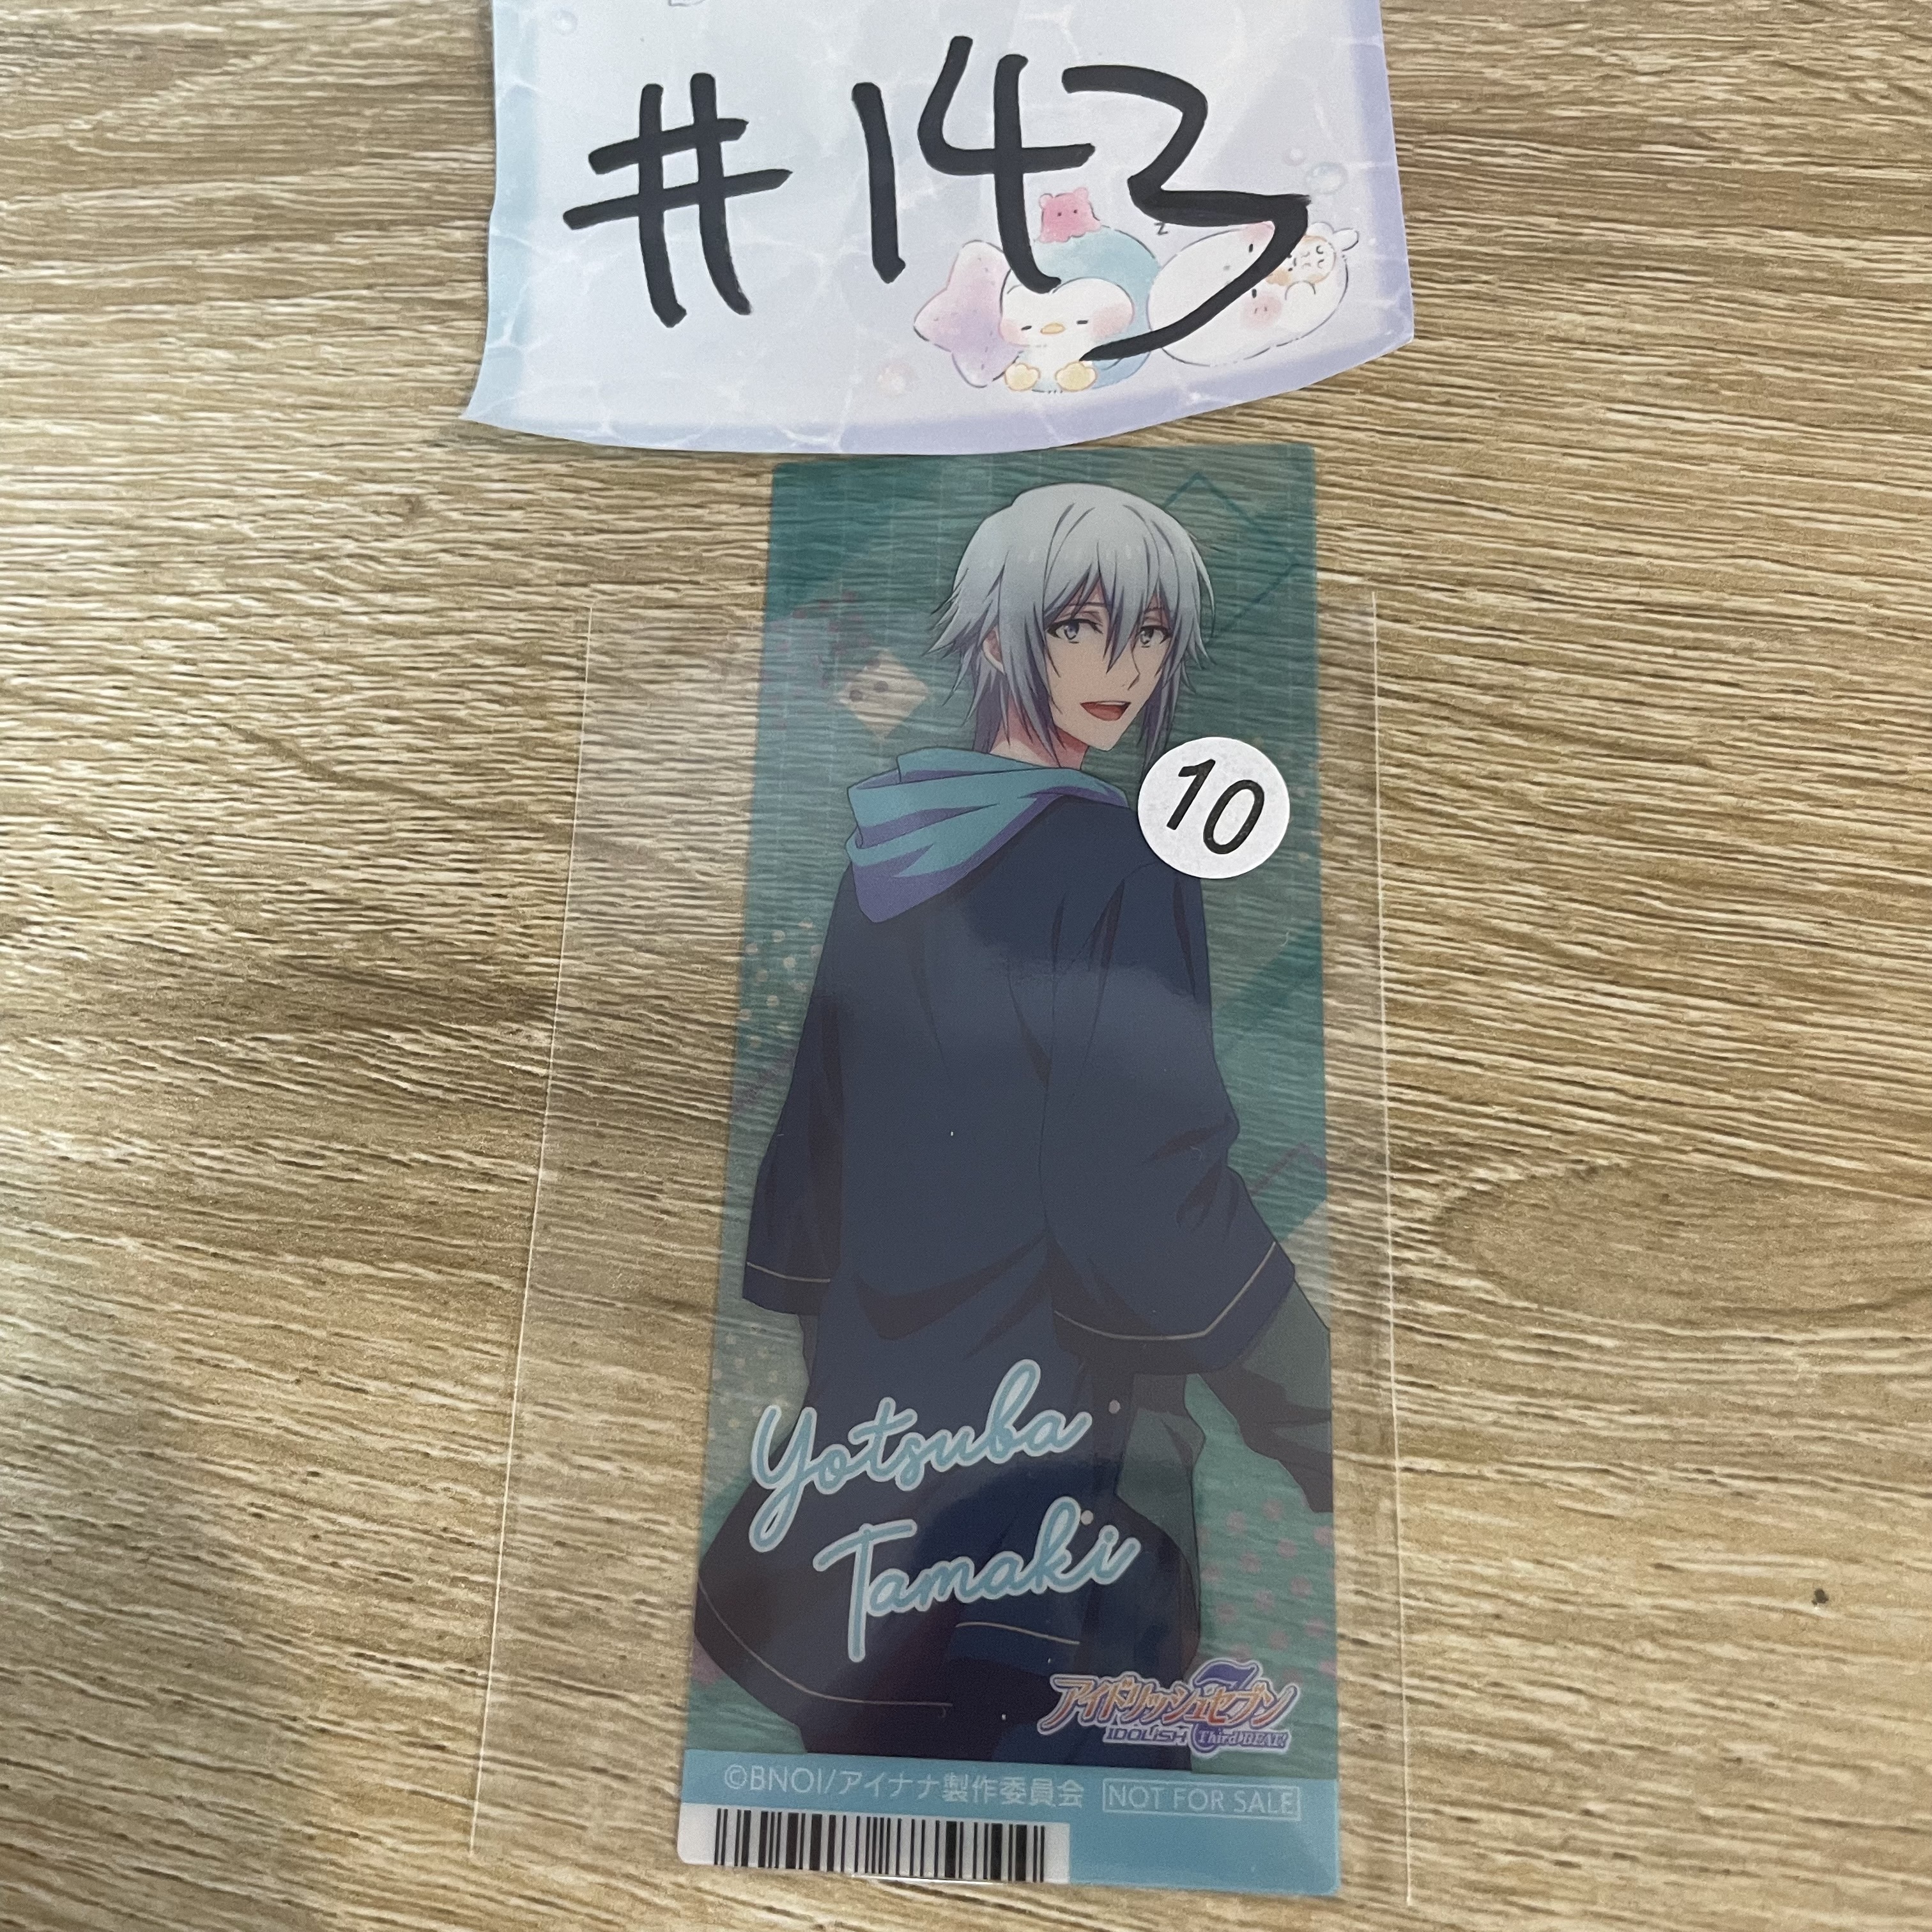 #143
10
Yotsuba
Tamaki
アイドリッシュセブン
IDOLiSH7 Third BEAT!
©BNOI/アイナナ製作委員会 NOT FOR SALE